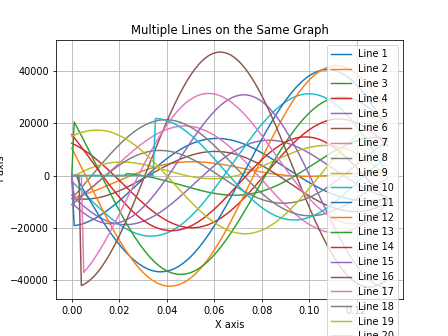 Multiple Lines on the Same Graph
40000
20000
0
−20000
−40000
0.00
0.02
0.04
0.06
0.08
0.10
X axis
Line 1
Line 2
Line 3
Line 4
Line 5
Line 6
Line 7
Line 8
Line 9
Line 10
Line 11
Line 12
Line 13
Line 14
Line 15
Line 16
Line 17
Line 18
Line 19
Line 20